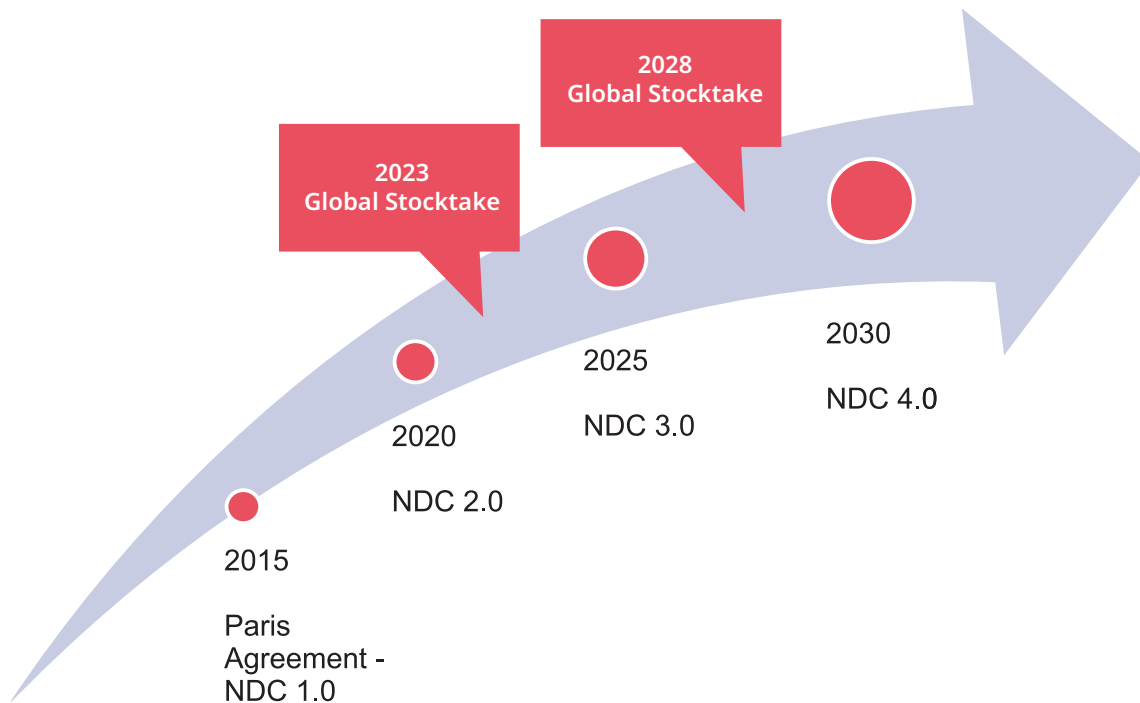 2028
Global Stocktake
2023
Global Stocktake
2030
NDC 4.0
2025
NDC 3.0
2020
NDC 2.0
2015
Paris
Agreement -
NDC 1.0